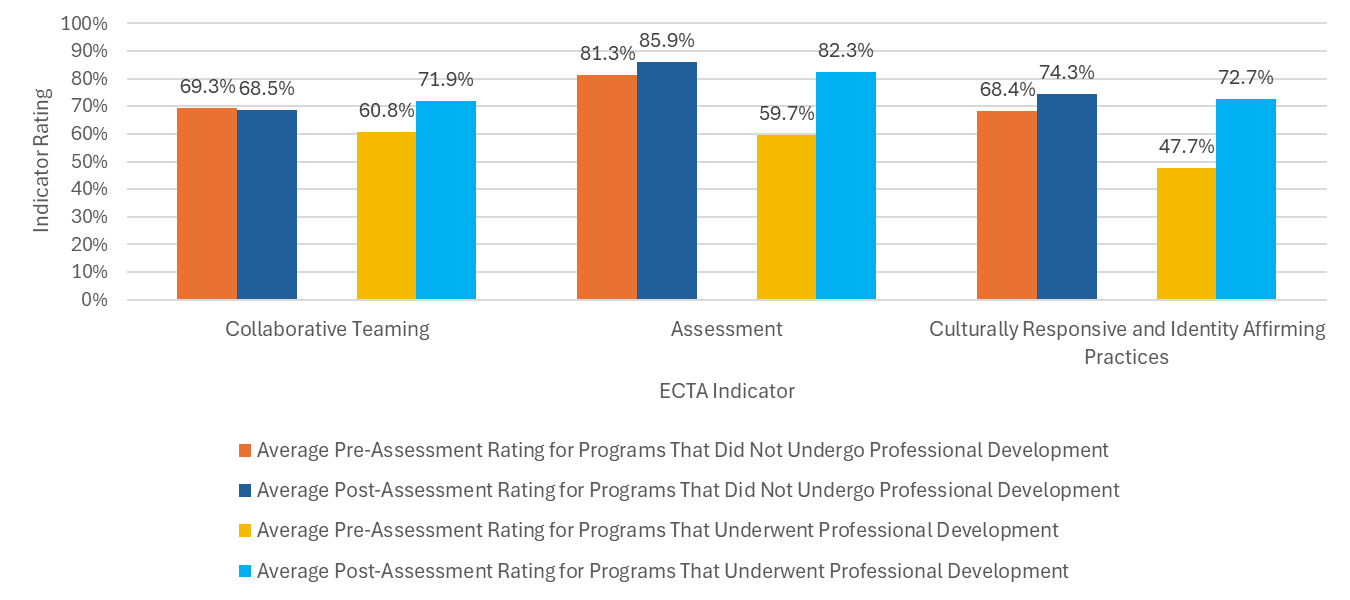 100%
90%
80%
70%
60%
50%
40%
30%
20%
10%
0%
Indicator Rating
69.3%
68.5%
60.8%
71.9%
81.3%
85.9%
59.7%
82.3%
68.4%
74.3%
47.7%
72.7%
Collaborative Teaming
Assessment
Culturally Responsive and Identity Affirming
Practices
ECTA Indicator
Average Pre-Assessment Rating for Programs That Did Not Undergo Professional Development
Average Post-Assessment Rating for Programs That Did Not Undergo Professional Development
Average Pre-Assessment Rating for Programs That Underwent Professional Development
Average Post-Assessment Rating for Programs That Underwent Professional Development